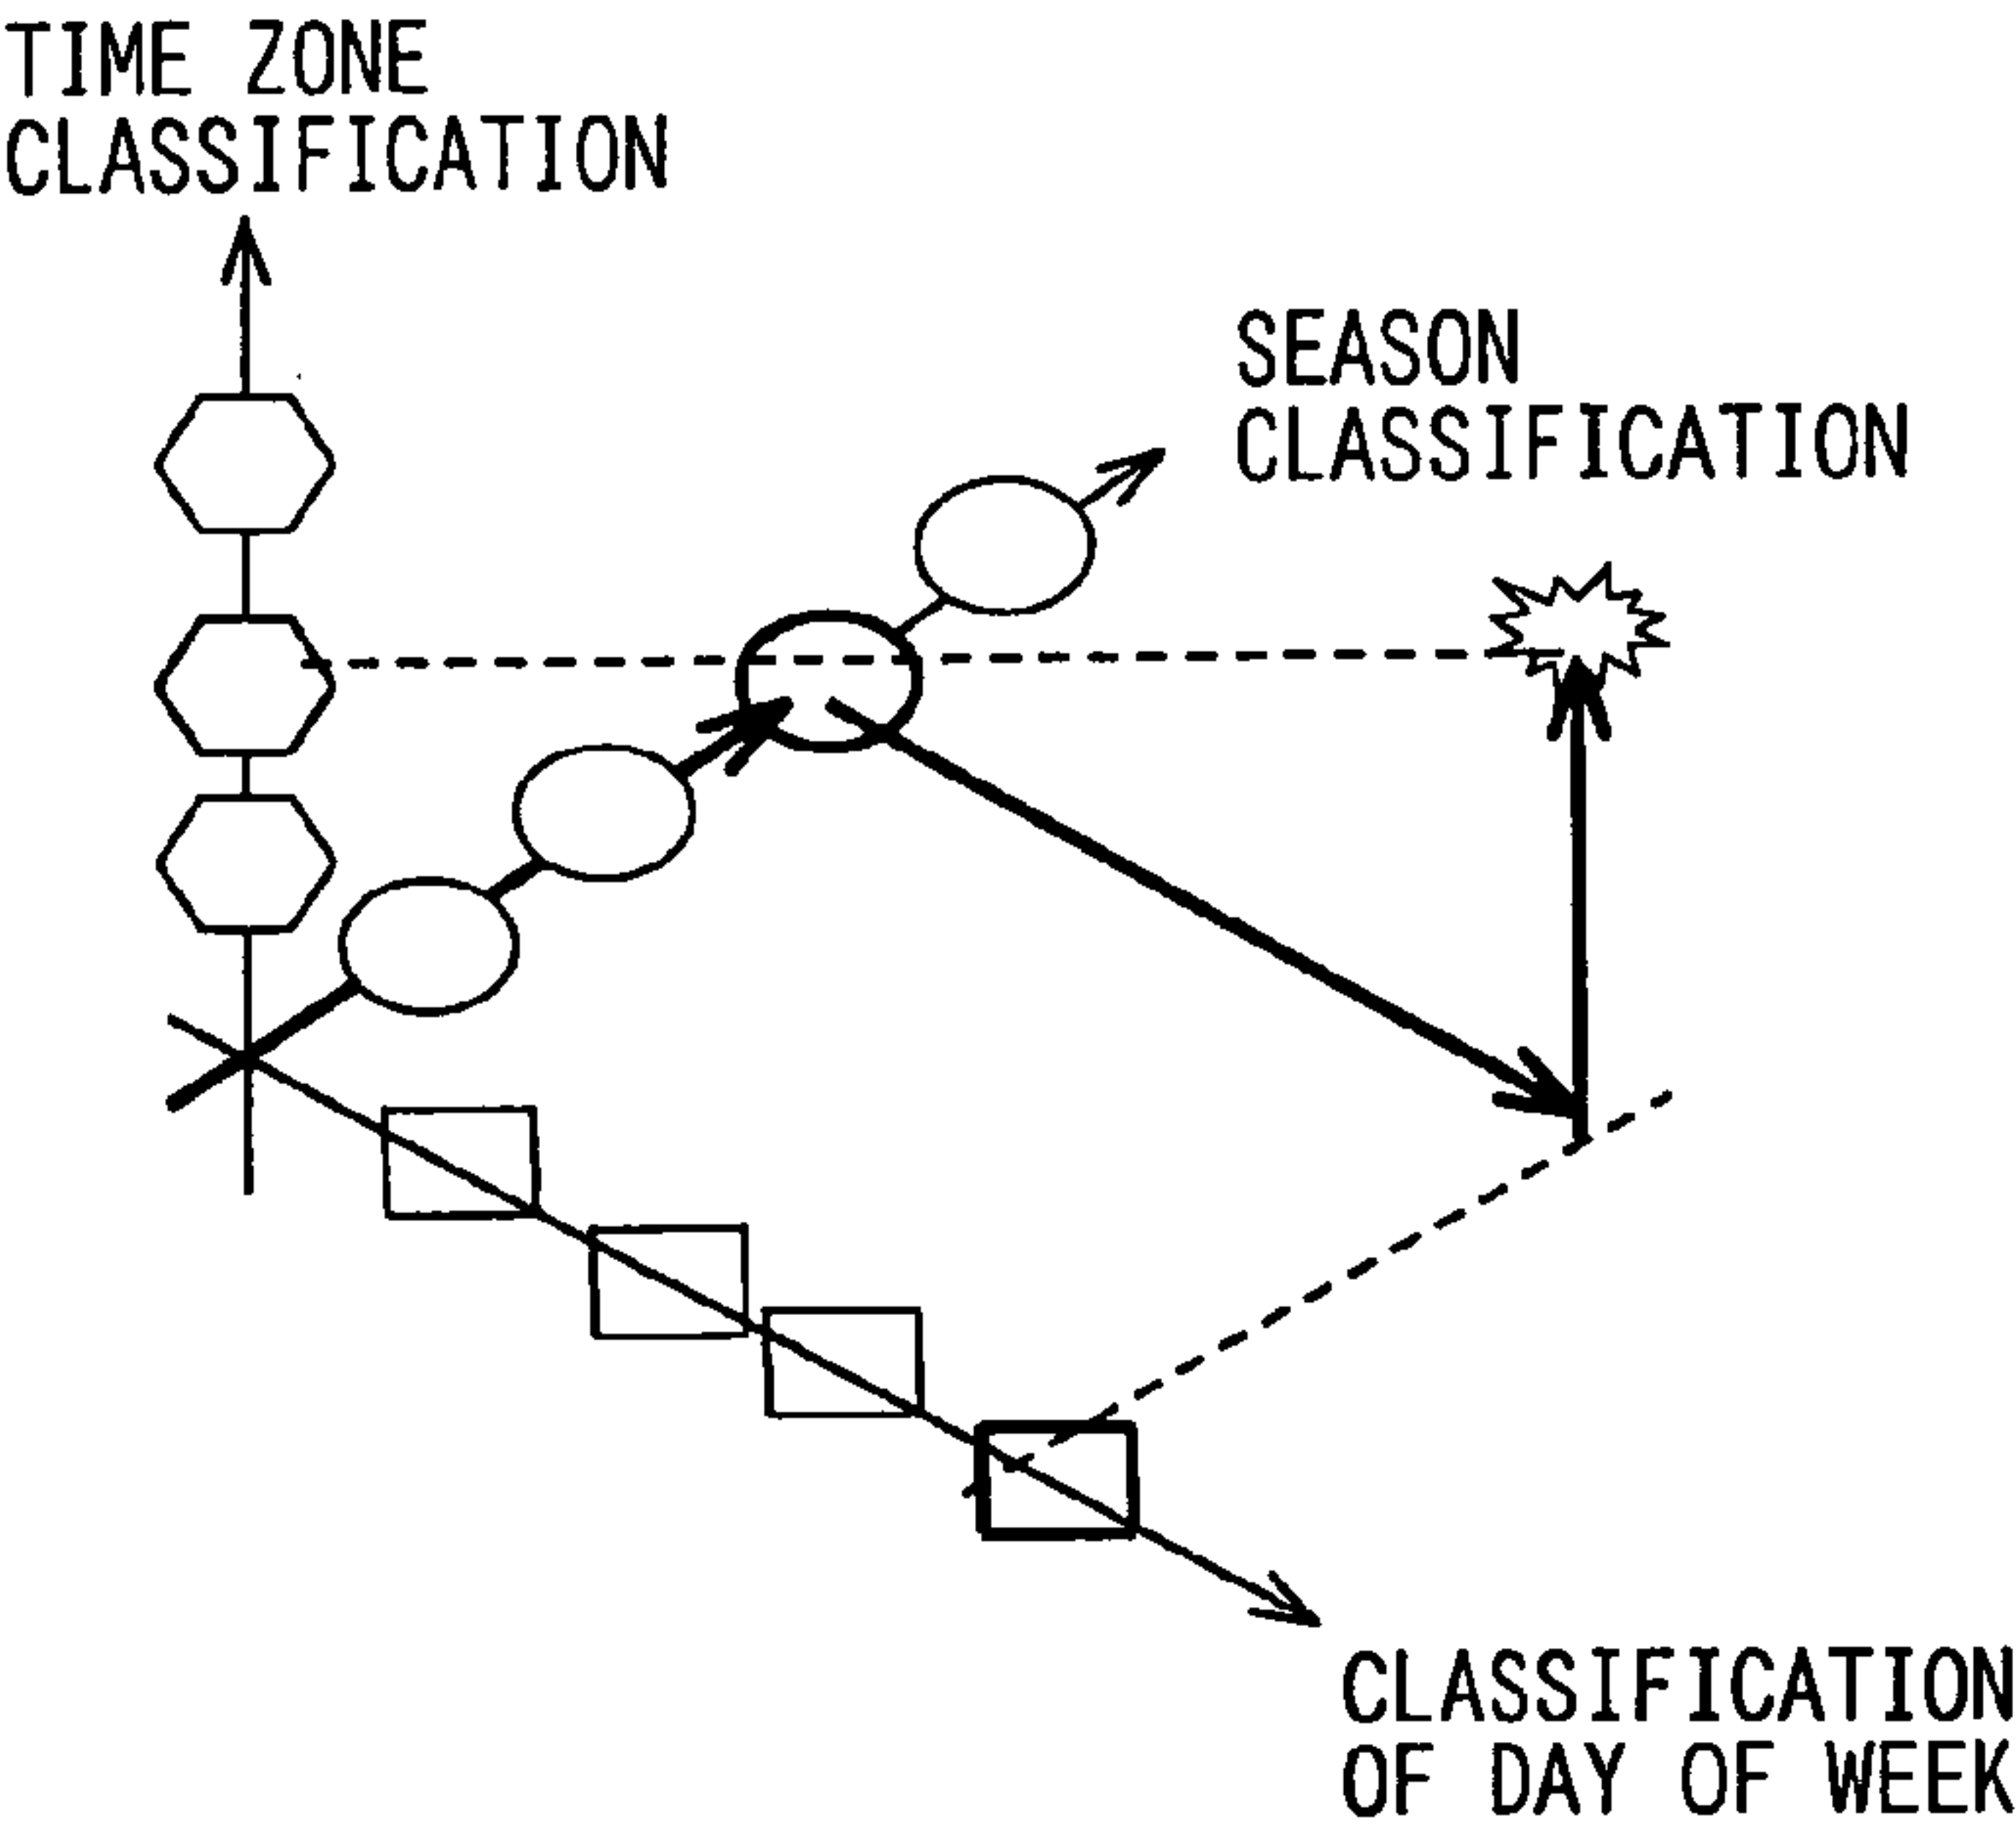 TIME ZONE
CLASSIFICATION
SEASON
CLASSIFICATION
CLASSIFICATION
OF DAY OF WEEK